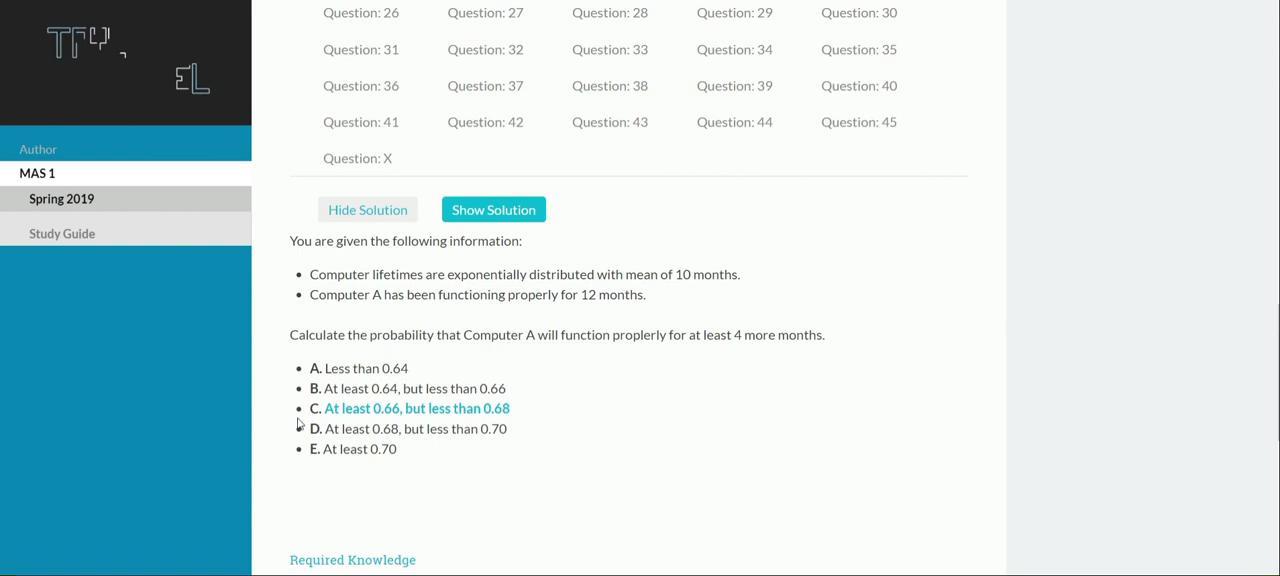 TFY.
EL
Author
MAS 1
Spring 2019
Study Guide
Question: 26 Question: 27 Question: 28 Question: 29 Question: 30
Question: 31 Question: 32 Question: 33 Question: 34 Question: 35
Question: 36 Question: 37 Question: 38 Question: 39 Question: 40
Question: 41 Question: 42 Question: 43 Question: 44 Question: 45
Question: X
Hide Solution Show Solution
You are given the following information:
• Computer lifetimes are exponentially distributed with mean of 10 months.
• Computer A has been functioning properly for 12 months.
Calculate the probability that Computer A will function proplerly for at least 4 more months.
• A. Less than 0.64
• B. At least 0.64, but less than 0.66
• C. At least 0.66, but less than 0.68
• D. At least 0.68, but less than 0.70
• E. At least 0.70
Required Knowledge